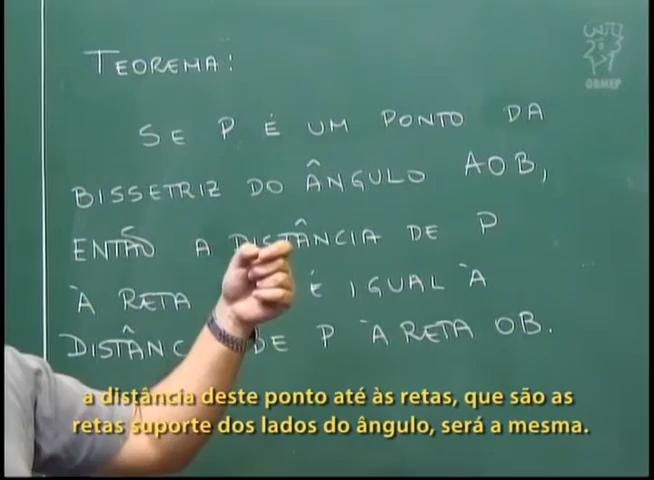 OBMEP
TEOREMA:
SE P É UM PONTO DA
BISSETRIZ DO ÂNGULO AOB,
ENTÃO A DISTÂNCIA DE P
À RETA É IGUAL À
DISTÂNC DE P À RETA OB.
a distância deste ponto até às retas, que são as
retas suporte dos lados do ângulo, será a mesma.